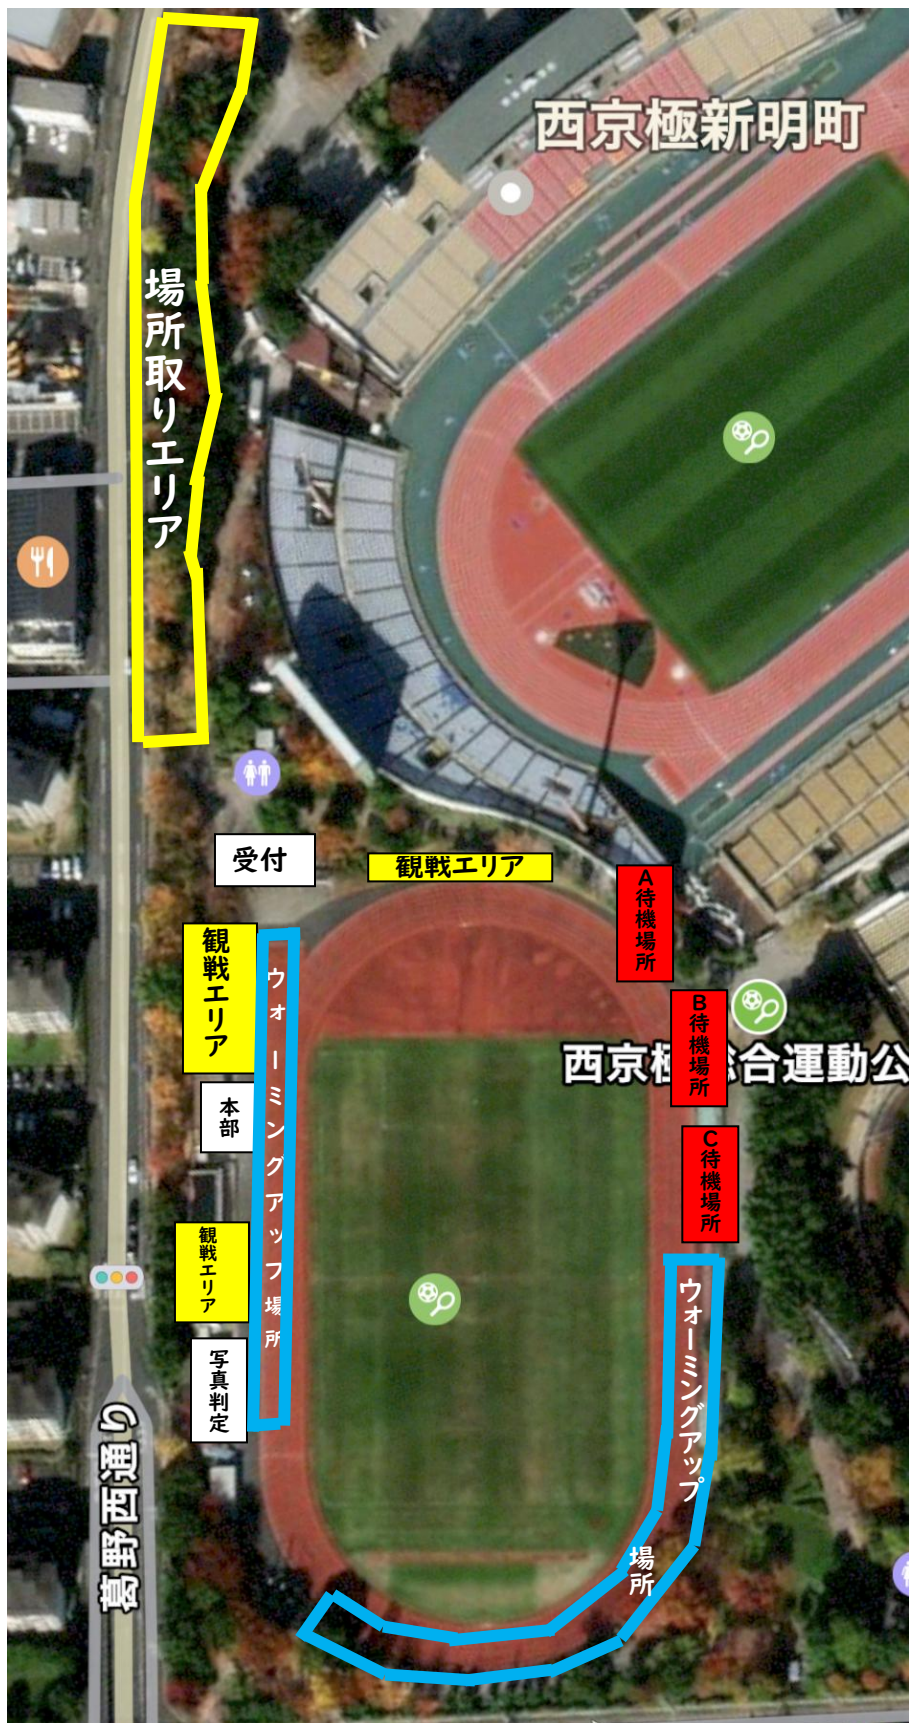 西京極新明町
場所取りエリア
受付
観戦エリア
A待機場所
観戦エリア
ウォーミングアップ場所
B待機場所
西京極総合運動公
本部
C待機場所
観戦エリア
ウォーミングアップ
場所
写真判定
葛野西通り